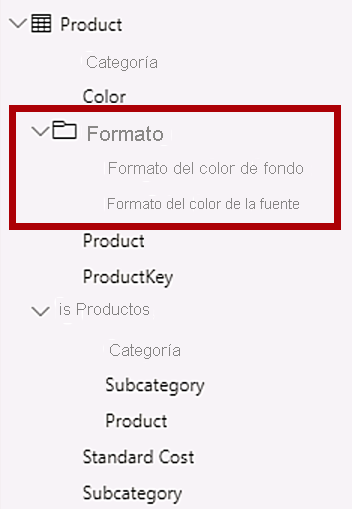 Product
Categoría
Color
Formato
Formato del color de fondo
Formato del color de la fuente
Product
ProductKey
is Productos
Categoría
Subcategory
Product
Standard Cost
Subcategory